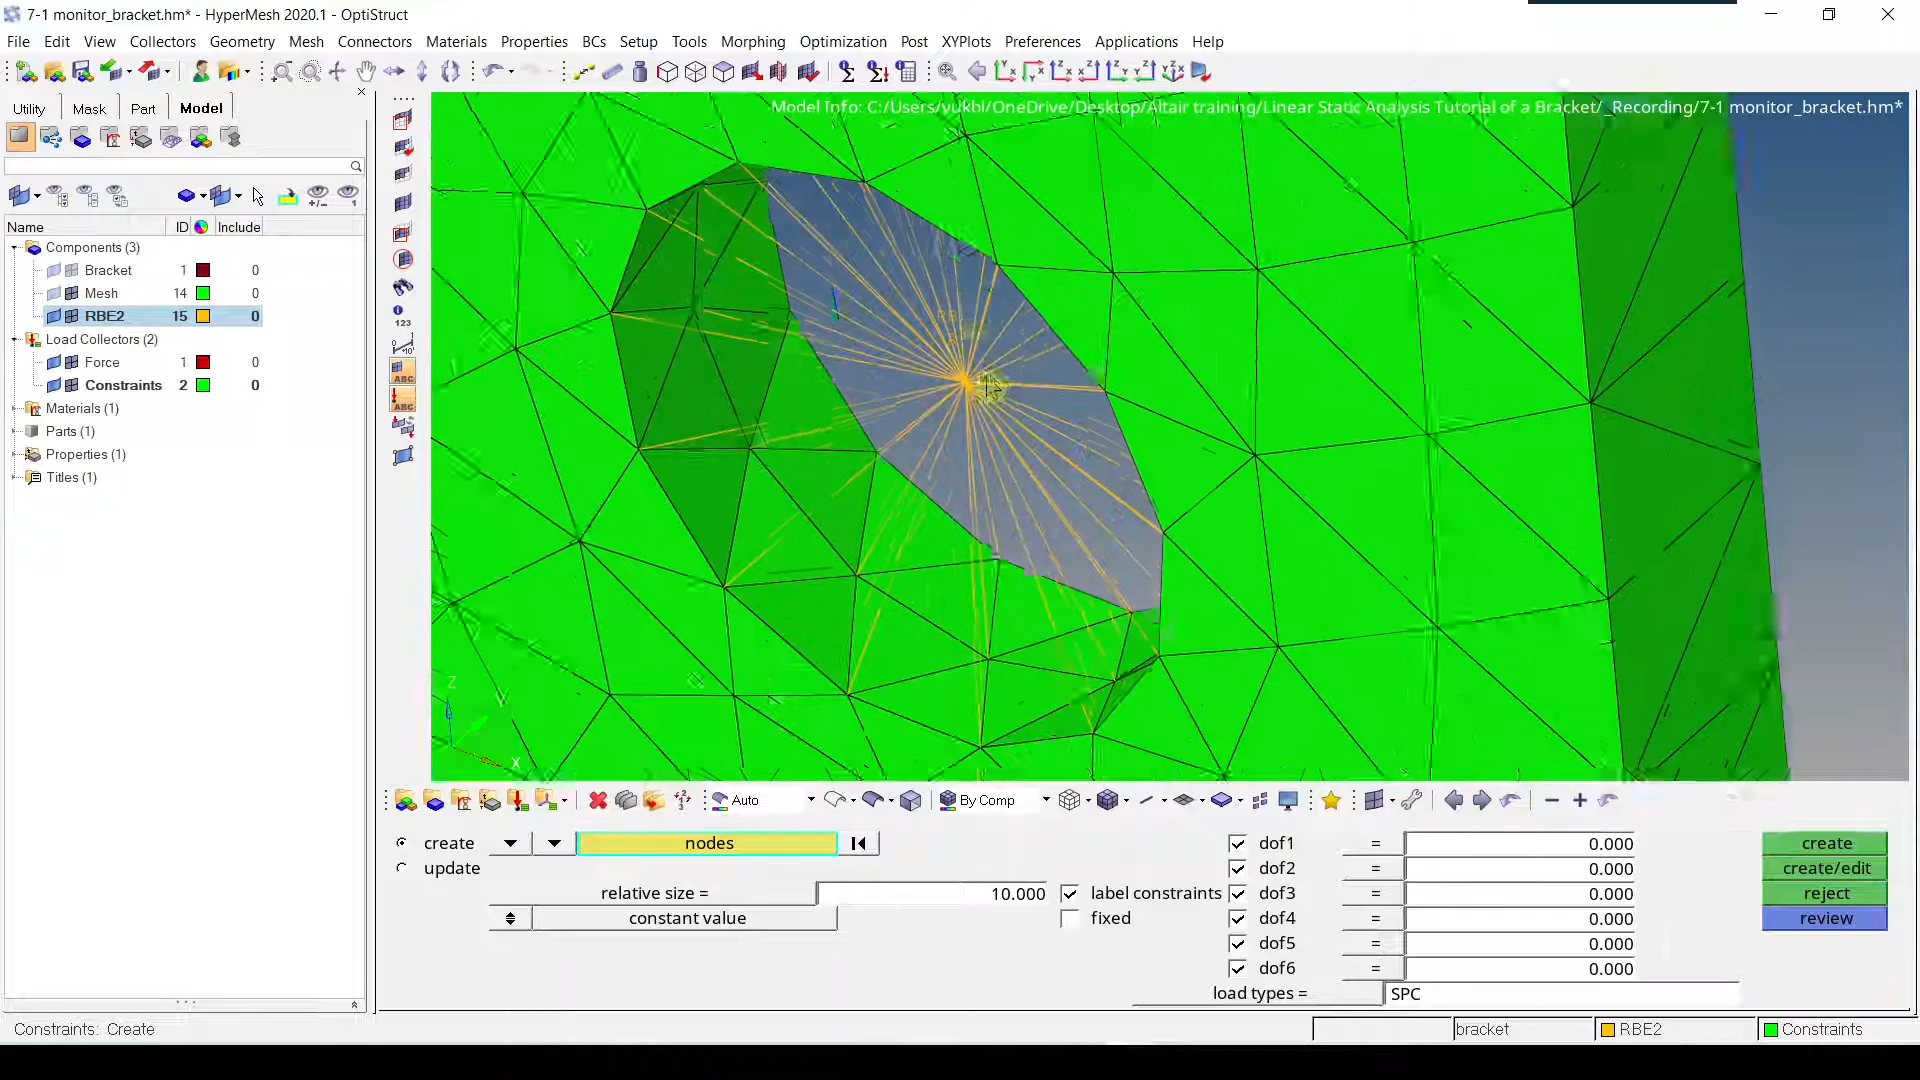 7-1 monitor_bracket.hm* - HyperMesh 2020.1 - OptiStruct
File Edit View Collectors Geometry Mesh Connectors Materials Properties BCs Setup Tools Morphing Optimization Post XYPlots Preferences Applications Help
Utility Mask Part Model
Model Info: C:/Users/vukbl/OneDrive/Desktop/Altair training/Linear Static Analysis Tutorial of a Bracket/_Recording/7-1 monitor_bracket.hm*
Name ID Include
Components (3)
Bracket 1 0
Mesh 14 0
RBE2 15 0
Load Collectors (2)
Force 1 0
Constraints 2 0
Materials (1)
Parts (1)
Properties (1)
Titles (1)
123
ABC
ABC
Z
Y
X
Auto By Comp
create nodes dof1 = 0.000 create
update dof2 = 0.000 create/edit
relative size = 10.000 label constraints dof3 = 0.000 reject
constant value fixed dof4 = 0.000 review
dof5 = 0.000
dof6 = 0.000
load types = SPC
Constraints: Create bracket RBE2 Constraints